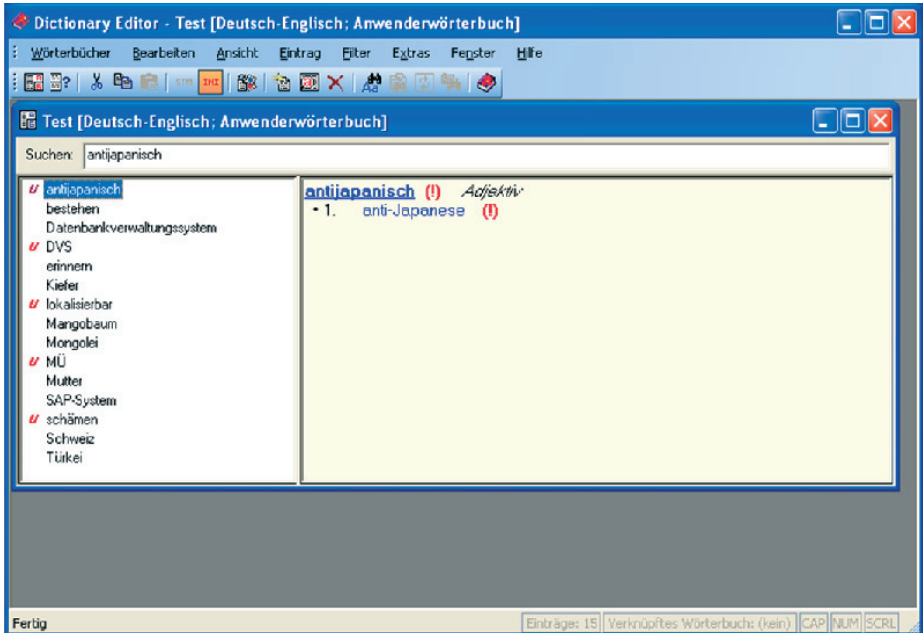 Dictionary Editor - Test [Deutsch-Englisch; Anwenderwörterbuch]
Wörterbücher Bearbeiten Ansicht Eintrag Filter Extras Fenster Hilfe
Test [Deutsch-Englisch; Anwenderwörterbuch]
Suchen: antijapanisch
u antijapanisch
bestehen
Datenbankverwaltungssystem
u DVS
erinnern
Kiefer
u lokalisierbar
Mangobaum
Mongolei
u MÜ
Mutter
SAP-System
u schämen
Schweiz
Türkei
antijapanisch (!) Adjektiv
• 1. anti-Japanese (!)
Fertig
Einträge: 15 Verknüpftes Wörterbuch: (kein) CAP NUM SCRL